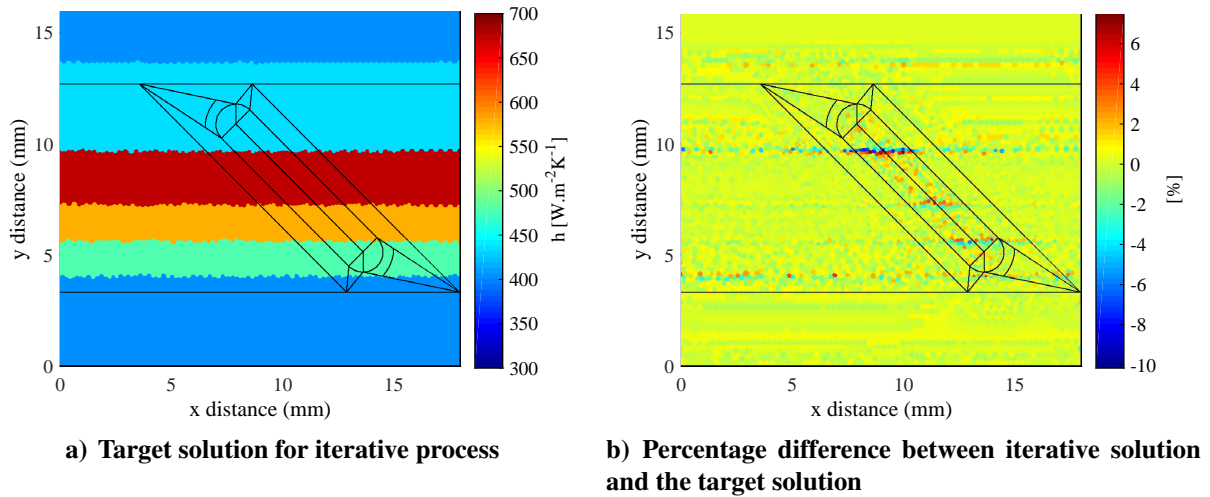 15
10
5
0
y distance (mm)
0 5 10 15
x distance (mm)
700
650
600
550
500
450
400
350
300
h [W.m-2K-1]
a) Target solution for iterative process
15
10
5
0
y distance (mm)
0 5 10 15
x distance (mm)
6
4
2
0
-2
-4
-6
-8
-10
[%]
b) Percentage difference between iterative solution
and the target solution